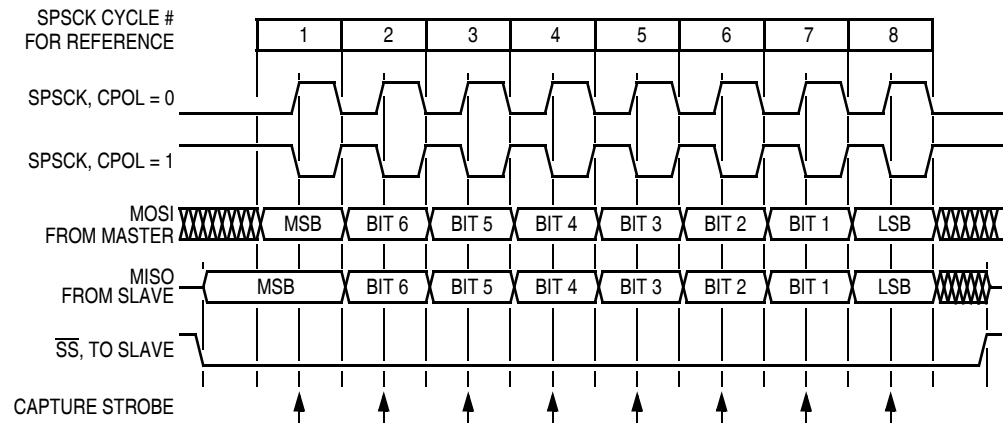 SPSCK CYCLE #
FOR REFERENCE
1 2 3 4 5 6 7 8
SPSCK, CPOL = 0
SPSCK, CPOL = 1
MOSI
FROM MASTER
MSB BIT 6 BIT 5 BIT 4 BIT 3 BIT 2 BIT 1 LSB
MISO
FROM SLAVE
MSB BIT 6 BIT 5 BIT 4 BIT 3 BIT 2 BIT 1 LSB
S̅S̅, TO SLAVE
CAPTURE STROBE